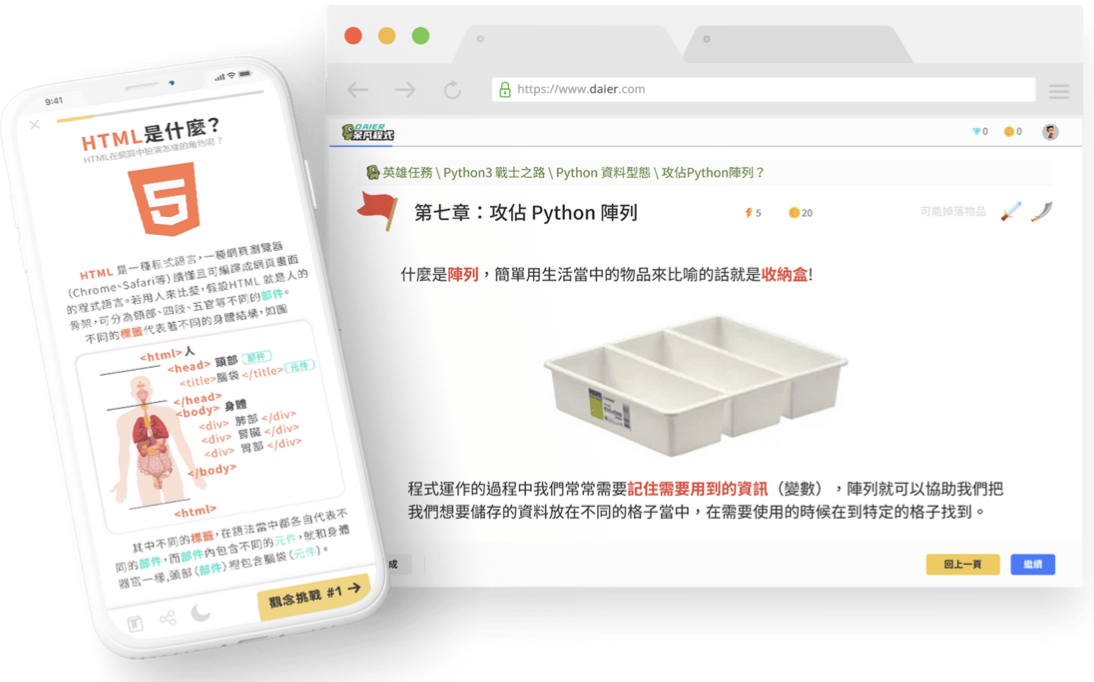 9:41
HTML是什麼？
HTML在網頁中扮演怎樣的角色呢？
5
HTML 是一種程式語言，一種網頁瀏覽器
（Chrome、Safari等）讀懂且可編譯成網頁畫面
的程式語言。若用人來比擬，假設HTML 就是人的
骨架，可分為頭部、四肢、五官等不同的部件。
不同的標籤代表著不同的身體結構，如圖
<html>人
<head> 頭部 部件
<title>腦袋 </title> 元件
</head>
<body> 身體
<div> 肺部 </div>
<div> 腎臟 </div>
<div> 胃部 </div>
</body>
<html>
其中不同的標籤，在語法當中都各自代表不
同的部件，而部件內包含不同的元件，就和身體
器官一樣，頭部（部件）裡包含腦袋（元件）。
觀念挑戰 #1 →
https://www.daier.com
DAIER
呆凡程式
0
0
英雄任務 \ Python3 戰士之路 \ Python 資料型態 \ 攻佔Python陣列？
第七章：攻佔 Python 陣列
5
20
可能掉落物品
什麼是陣列，簡單用生活當中的物品來比喻的話就是收納盒!
程式運作的過程中我們常常需要記住需要用到的資訊（變數），陣列就可以協助我們把
我們想要儲存的資料放在不同的格子當中，在需要使用的時候在到特定的格子找到。
成
回上一頁
繼續